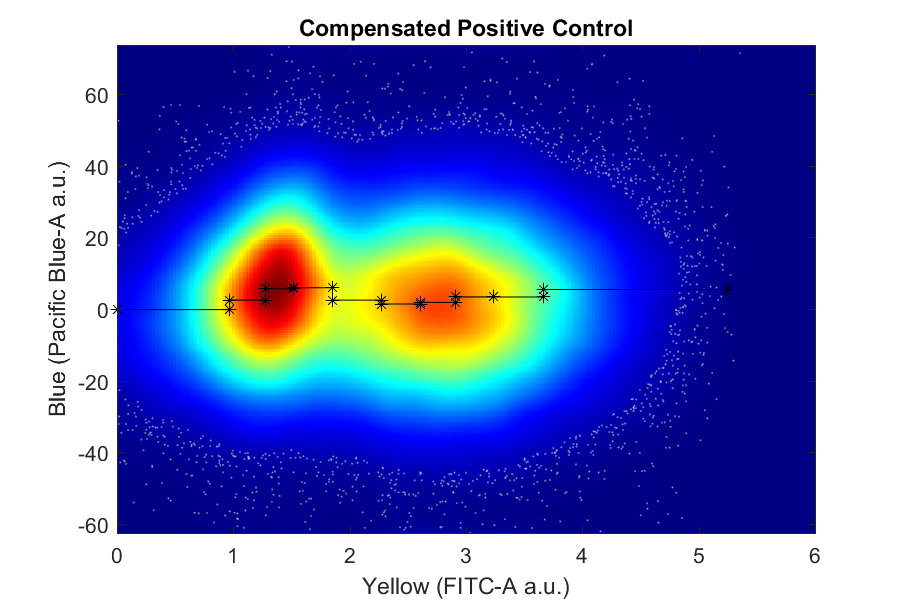 Compensated Positive Control
Blue (Pacific Blue-A a.u.)
60
40
20
0
-20
-40
-60
0 1 2 3 4 5 6
Yellow (FITC-A a.u.)